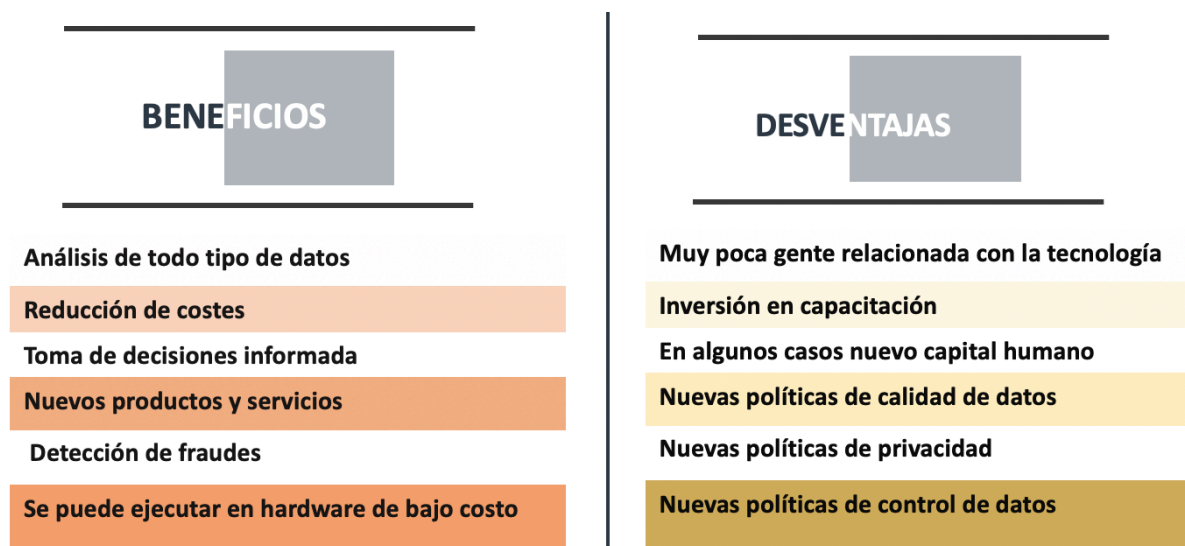 BENEFICIOS
Análisis de todo tipo de datos
Reducción de costes
Toma de decisiones informada
Nuevos productos y servicios
Detección de fraudes
Se puede ejecutar en hardware de bajo costo
DESVENTAJAS
Muy poca gente relacionada con la tecnología
Inversión en capacitación
En algunos casos nuevo capital humano
Nuevas políticas de calidad de datos
Nuevas políticas de privacidad
Nuevas políticas de control de datos